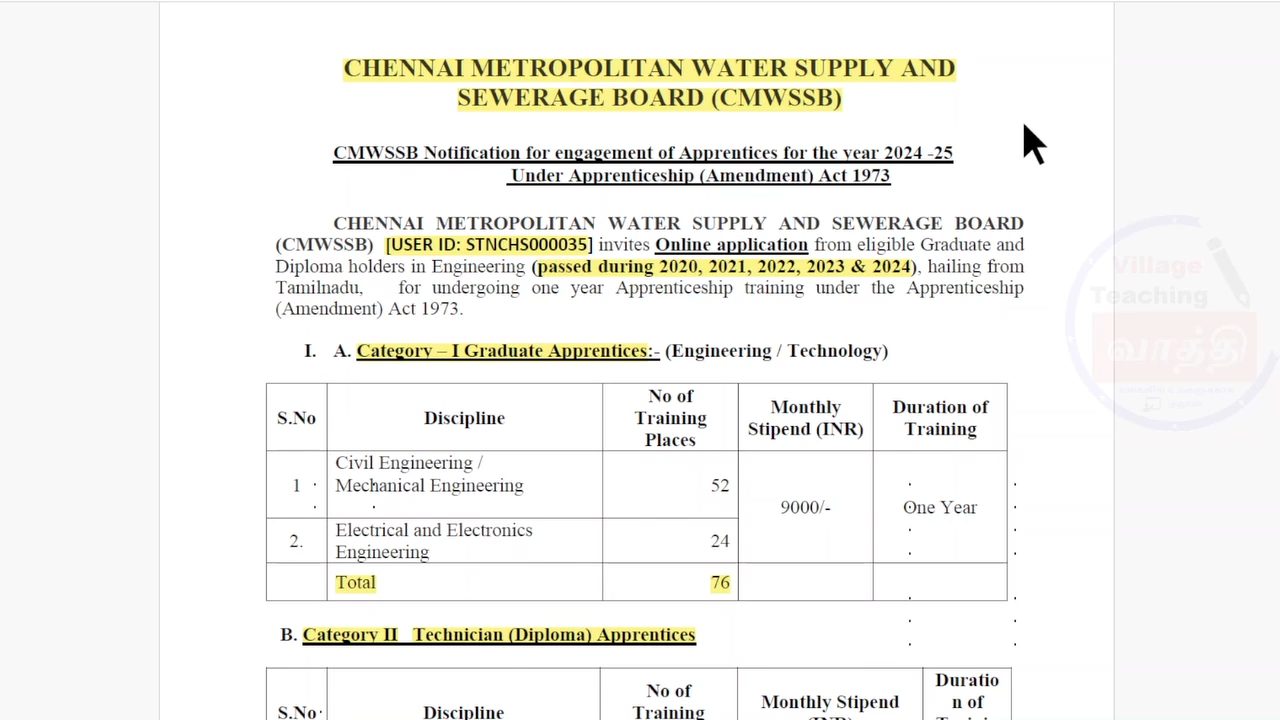 CHENNAI METROPOLITAN WATER SUPPLY AND
SEWERAGE BOARD (CMWSSB)
CMWSSB Notification for engagement of Apprentices for the year 2024 -25
Under Apprenticeship (Amendment) Act 1973
CHENNAI METROPOLITAN WATER SUPPLY AND SEWERAGE BOARD
(CMWSSB) [USER ID: STNCHS000035] invites Online application from eligible Graduate and
Diploma holders in Engineering (passed during 2020, 2021, 2022, 2023 & 2024), hailing from
Tamilnadu, for undergoing one year Apprenticeship training under the Apprenticeship
(Amendment) Act 1973.
I. A. Category – I Graduate Apprentices:- (Engineering / Technology)
S.No Discipline No of Training Places Monthly Stipend (INR) Duration of Training
1 Civil Engineering / Mechanical Engineering 52 9000/- One Year
2. Electrical and Electronics Engineering 24
Total 76
B. Category II Technician (Diploma) Apprentices
S.No Discipline No of Training Monthly Stipend Duratio n of
Village
Teaching
வாத்தி